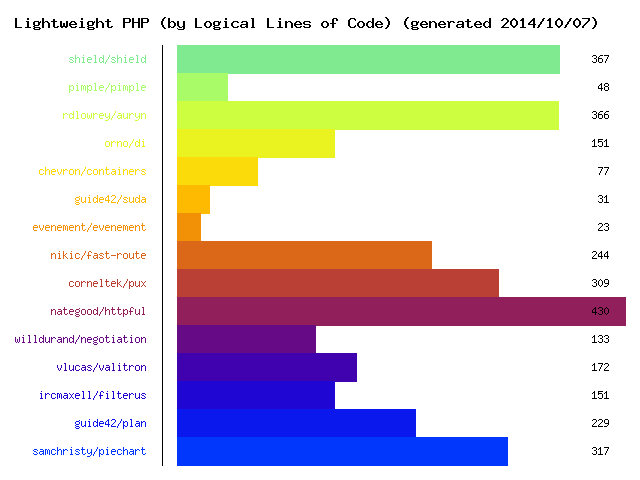 Lightweight PHP (by Logical Lines of Code) (generated 2014/10/07)
shield/shield 367
pimple/pimple 48
rdlowrey/auryn 366
orno/di 151
chevron/containers 77
guide42/suda 31
evenement/evenement 23
nikic/fast-route 244
corneltek/pux 309
nategood/httpful 430
willdurand/negotiation 133
vlucas/valitron 172
ircmaxell/filterus 151
guide42/plan 229
samchristy/piechart 317